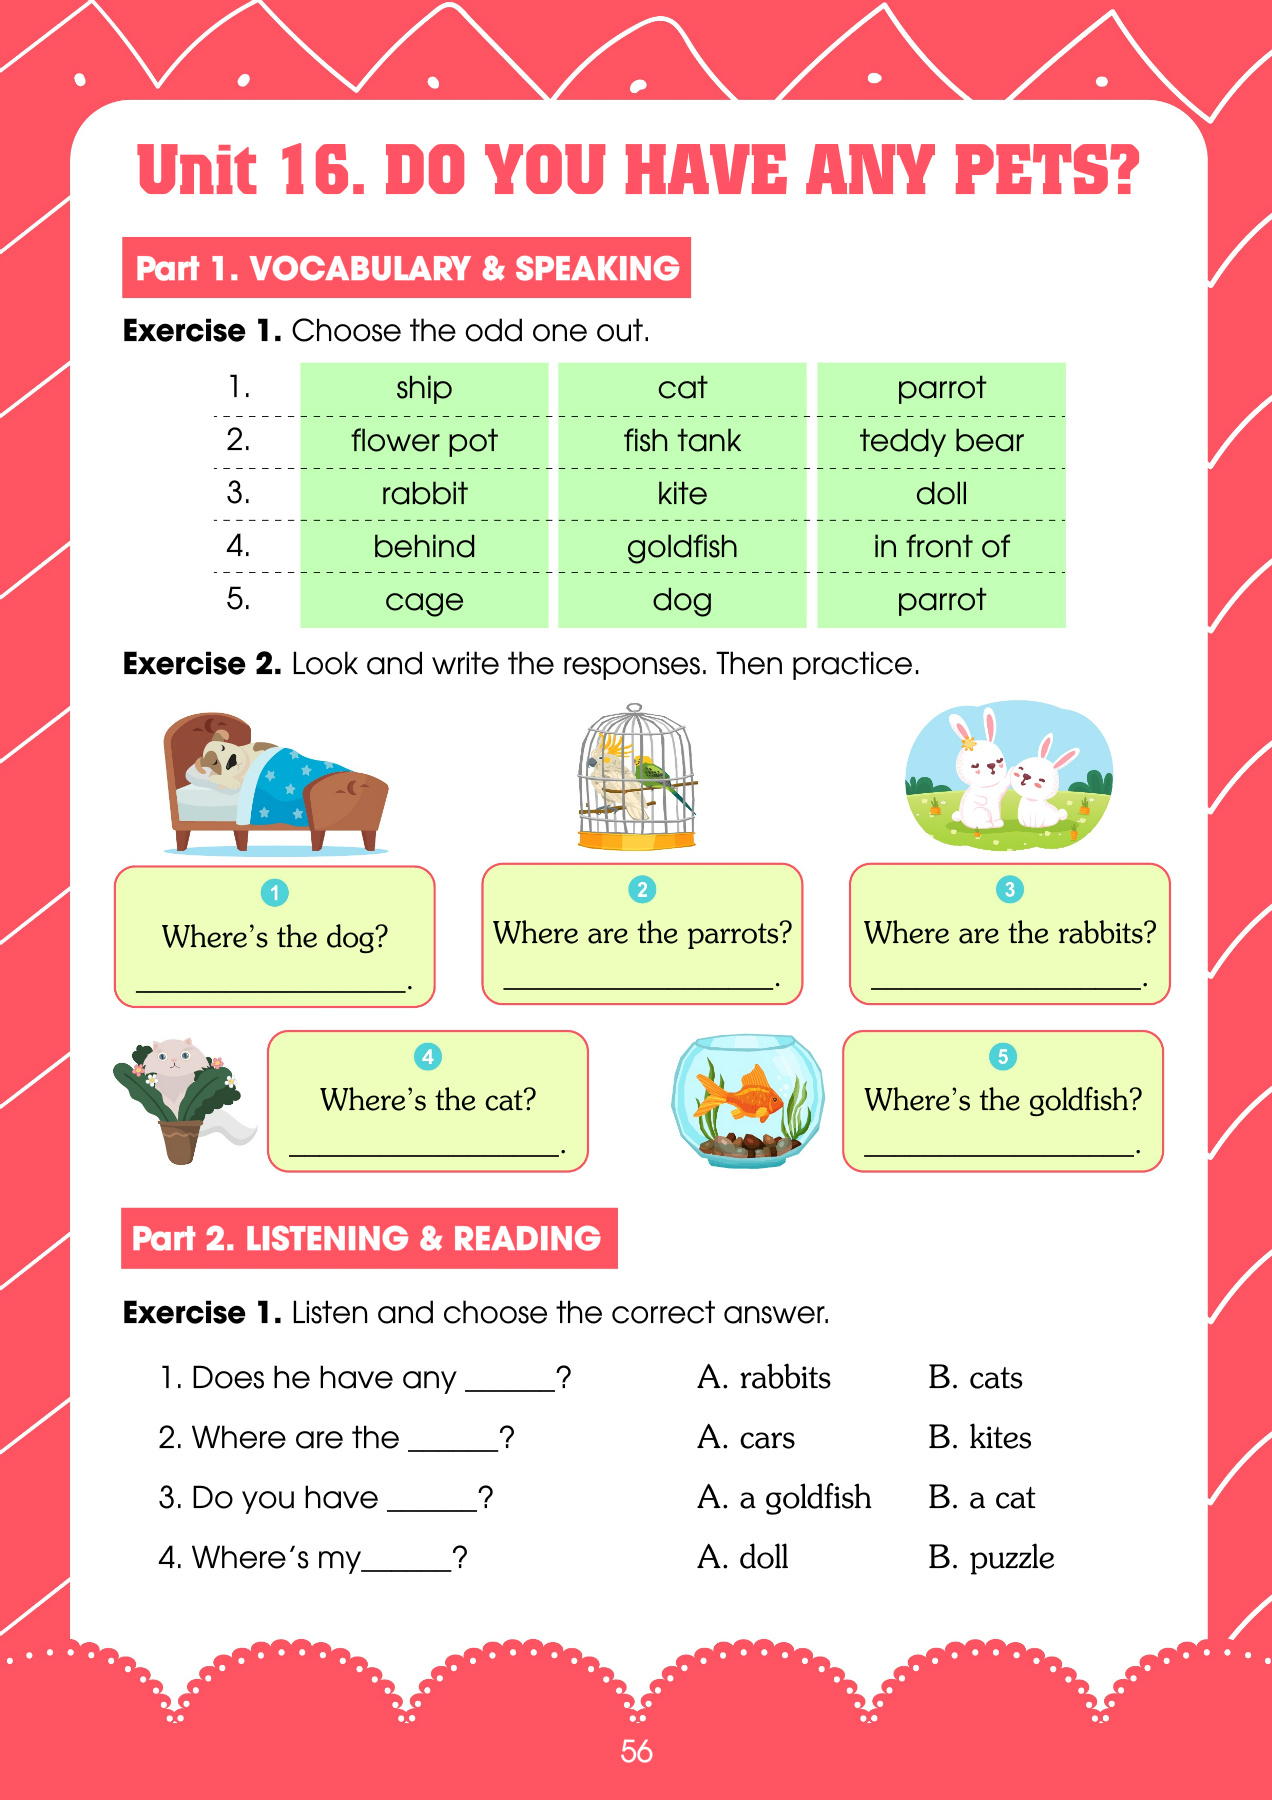 Unit 16. DO YOU HAVE ANY PETS?
Part 1. VOCABULARY & SPEAKING
Exercise 1. Choose the odd one out.
1. ship cat parrot
2. flower pot fish tank teddy bear
3. rabbit kite doll
4. behind goldfish in front of
5. cage dog parrot
Exercise 2. Look and write the responses. Then practice.
1
Where's the dog?
__________________.
2
Where are the parrots?
__________________.
3
Where are the rabbits?
__________________.
4
Where's the cat?
__________________.
5
Where's the goldfish?
__________________.
Part 2. LISTENING & READING
Exercise 1. Listen and choose the correct answer.
1. Does he have any ______? A. rabbits B. cats
2. Where are the ______? A. cars B. kites
3. Do you have ______? A. a goldfish B. a cat
4. Where's my______? A. doll B. puzzle
56